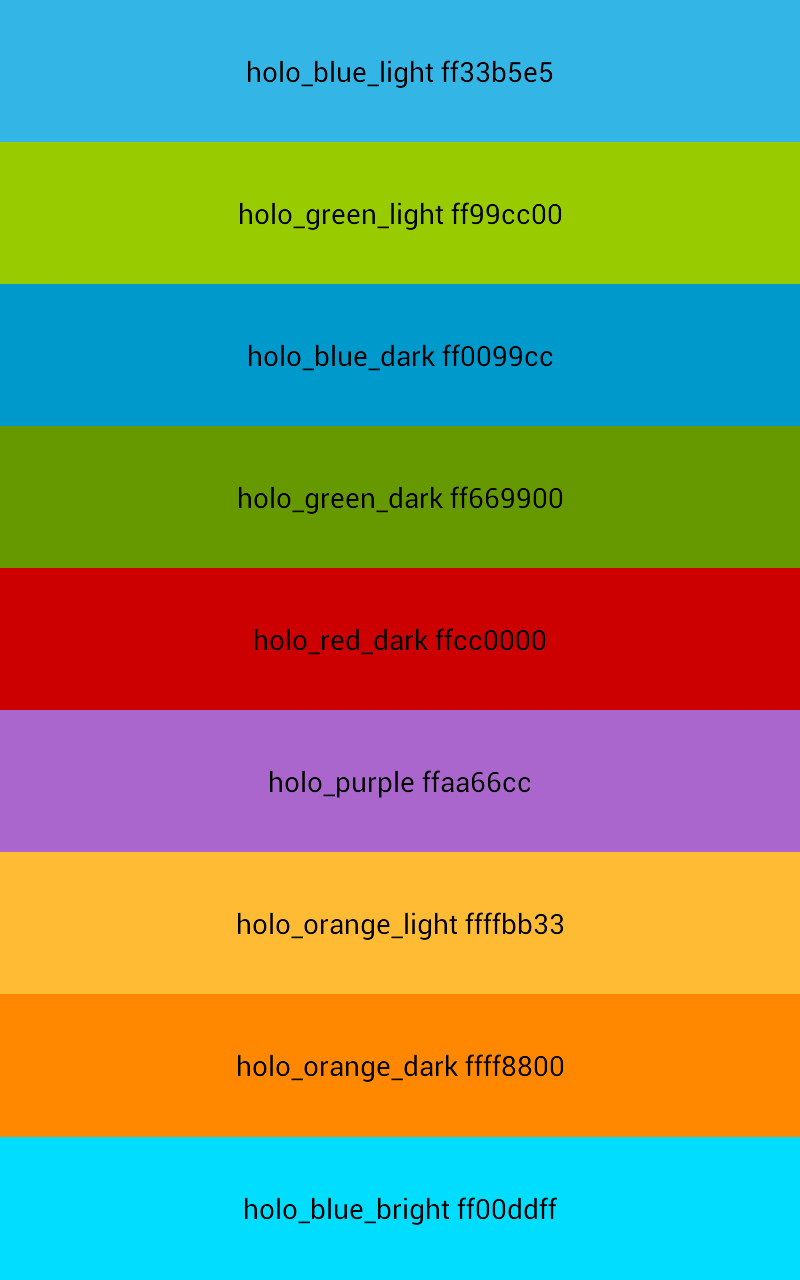 holo_blue_light ff33b5e5
holo_green_light ff99cc00
holo_blue_dark ff0099cc
holo_green_dark ff669900
holo_red_dark ffcc0000
holo_purple ffaa66cc
holo_orange_light ffffbb33
holo_orange_dark ffff8800
holo_blue_bright ff00ddff